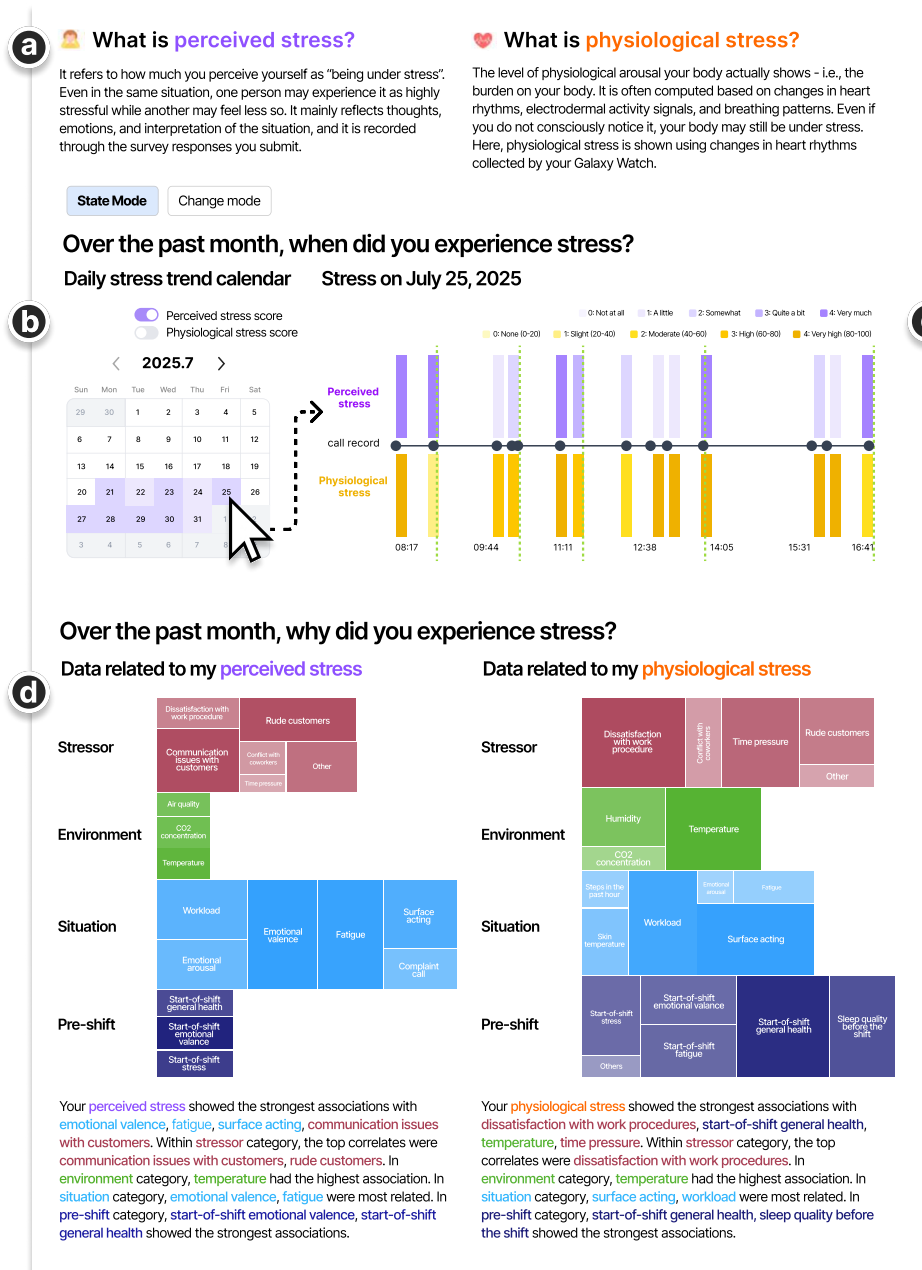 a
What is perceived stress?
It refers to how much you perceive yourself as “being under stress”.
Even in the same situation, one person may experience it as highly
stressful while another may feel less so. It mainly reflects thoughts,
emotions, and interpretation of the situation, and it is recorded
through the survey responses you submit.
What is physiological stress?
The level of physiological arousal your body actually shows - i.e., the
burden on your body. It is often computed based on changes in heart
rhythms, electrodermal activity signals, and breathing patterns. Even if
you do not consciously notice it, your body may still be under stress.
Here, physiological stress is shown using changes in heart rhythms
collected by your Galaxy Watch.
State Mode
Change mode
Over the past month, when did you experience stress?
Daily stress trend calendar
Stress on July 25, 2025
b
Perceived stress score
Physiological stress score
2025.7
Sun Mon Tue Wed Thu Fri Sat
29 30 1 2 3 4 5
6 7 8 9 10 11 12
13 14 15 16 17 18 19
20 21 22 23 24 25 26
27 28 29 30 31 1 2
3 4 5 6 7 8
0: Not at all 1: A little 2: Somewhat 3: Quite a bit 4: Very much
0: None (0-20) 1: Slight (20-40) 2: Moderate (40-60) 3: High (60-80) 4: Very high (80-100)
Perceived
stress
call record
Physiological
stress
08:17 09:44 11:11 12:38 14:05 15:31 16:41
Over the past month, why did you experience stress?
d
Data related to my perceived stress
Stressor
Dissatisfaction with
work procedure
Rude customers
Communication
issues with
customers
Conflict with
coworkers
Time pressure
Other
Environment
Air quality
CO2
concentration
Temperature
Situation
Workload
Emotional
arousal
Emotional
valence
Fatigue
Surface
acting
Complaint
call
Pre-shift
Start-of-shift
general health
Start-of-shift
emotional
valance
Start-of-shift
stress
Your perceived stress showed the strongest associations with
emotional valence, fatigue, surface acting, communication issues
with customers. Within stressor category, the top correlates were
communication issues with customers, rude customers. In
environment category, temperature had the highest association. In
situation category, emotional valence, fatigue were most related. In
pre-shift category, start-of-shift emotional valence, start-of-shift
general health showed the strongest associations.
Data related to my physiological stress
Stressor
Dissatisfaction
with work
procedure
Conflict with
coworkers
Time pressure
Rude customers
Other
Environment
Humidity
CO2
concentration
Temperature
Situation
Steps in the
past hour
Skin
temperature
Workload
Emotional
arousal
Fatigue
Surface acting
Pre-shift
Start-of-shift
stress
Others
Start-of-shift
emotional valance
Start-of-shift
fatigue
Start-of-shift
general health
Sleep quality
before the
shift
Your physiological stress showed the strongest associations with
dissatisfaction with work procedures, start-of-shift general health,
temperature, time pressure. Within stressor category, the top
correlates were dissatisfaction with work procedures. In
environment category, temperature had the highest association. In
situation category, surface acting, workload were most related. In
pre-shift category, start-of-shift general health, sleep quality before
the shift showed the strongest associations.